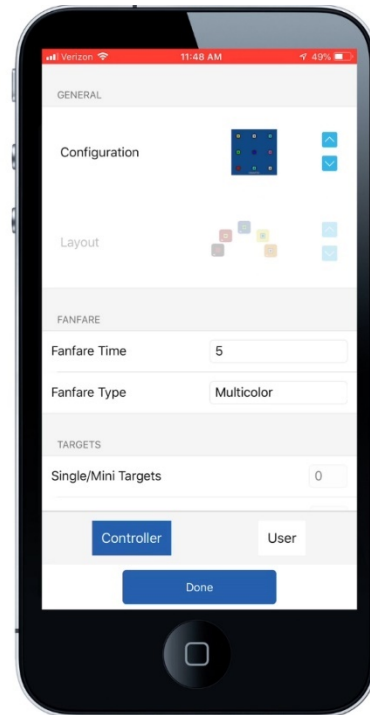 Verizon 11:48 AM 49%
GENERAL
Configuration
Layout
FANFARE
Fanfare Time 5
Fanfare Type Multicolor
TARGETS
Single/Mini Targets 0
Controller User
Done